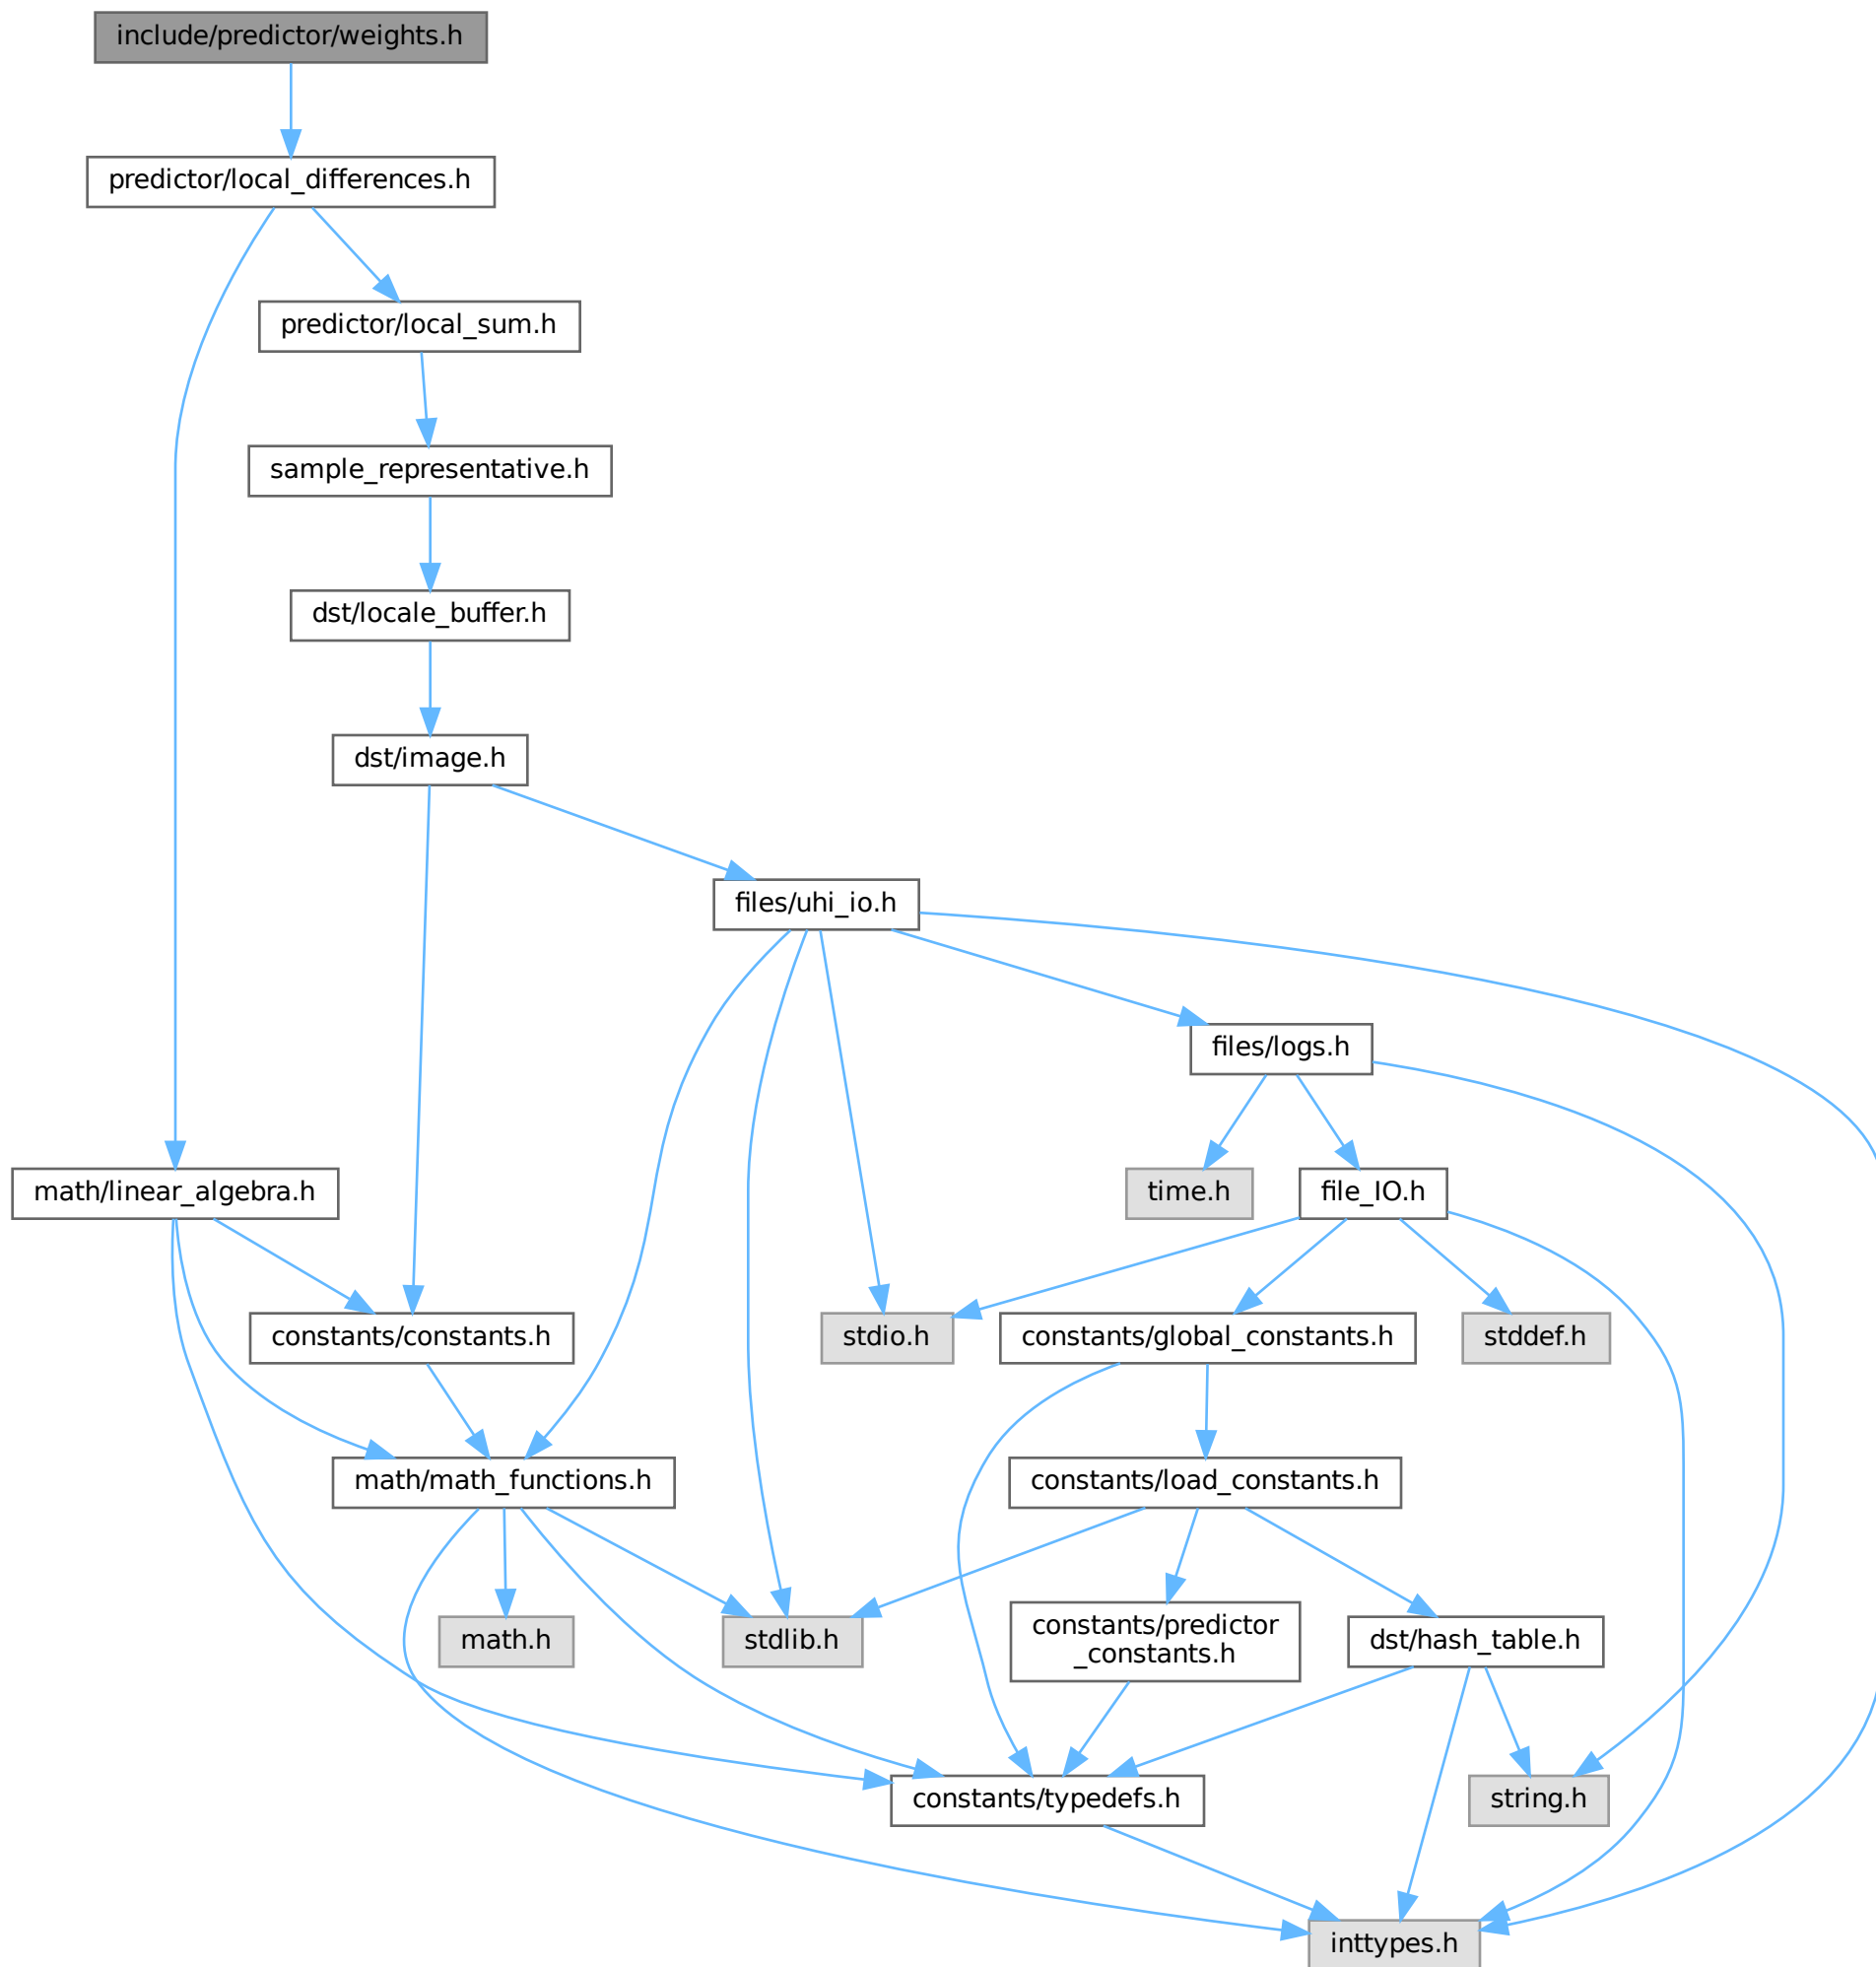 include/predictor/weights.h
predictor/local_differences.h
predictor/local_sum.h
sample_representative.h
dst/locale_buffer.h
dst/image.h
files/uhi_io.h
files/logs.h
math/linear_algebra.h
time.h
file_IO.h
constants/constants.h
stdio.h
constants/global_constants.h
stddef.h
math/math_functions.h
constants/load_constants.h
math.h
stdlib.h
constants/predictor
_constants.h
dst/hash_table.h
constants/typedefs.h
string.h
inttypes.h